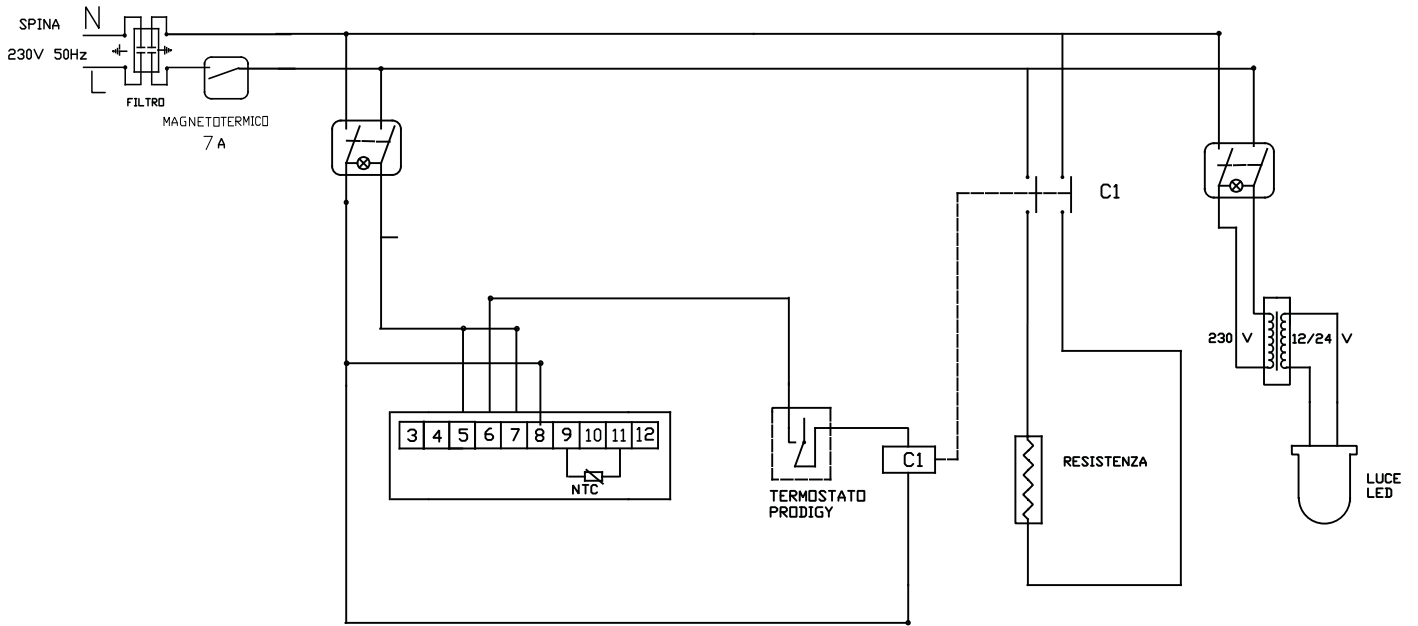 SPINA
N
230V 50Hz
L
FILTRO
MAGNETOTERMICO
7 A
C1
230 V
12/24 V
3 4 5 6 7 8 9 10 11 12
NTC
C1
TERMOSTATO
PRODIGY
RESISTENZA
LUCE
LED